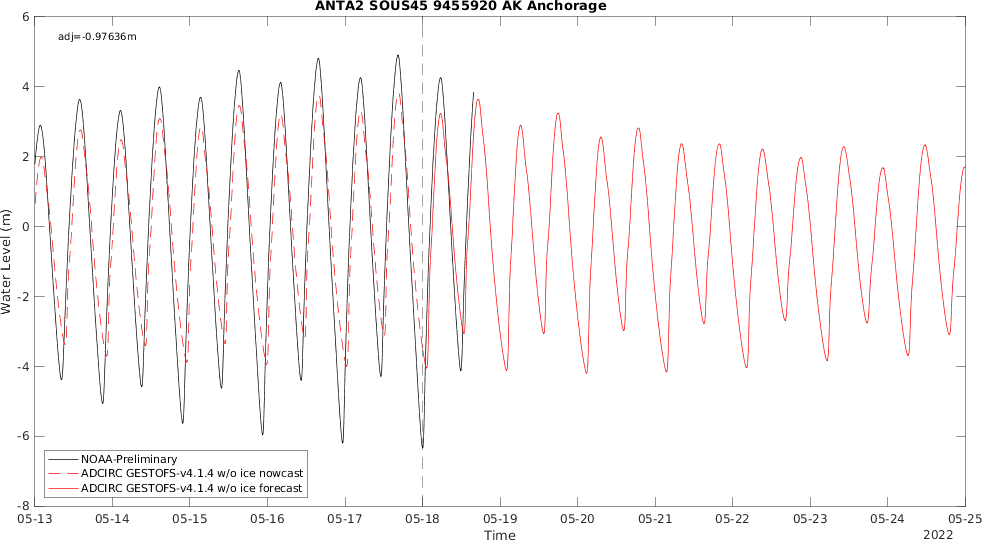 ANTA2 SOUS45 9455920 AK Anchorage
adj=-0.97636m
6
4
2
0
-2
-4
-6
-8
Water Level (m)
NOAA-Preliminary
ADCIRC GESTOFS-v4.1.4 w/o ice nowcast
ADCIRC GESTOFS-v4.1.4 w/o ice forecast
05-13 05-14 05-15 05-16 05-17 05-18 05-19 05-20 05-21 05-22 05-23 05-24 05-25
Time
2022